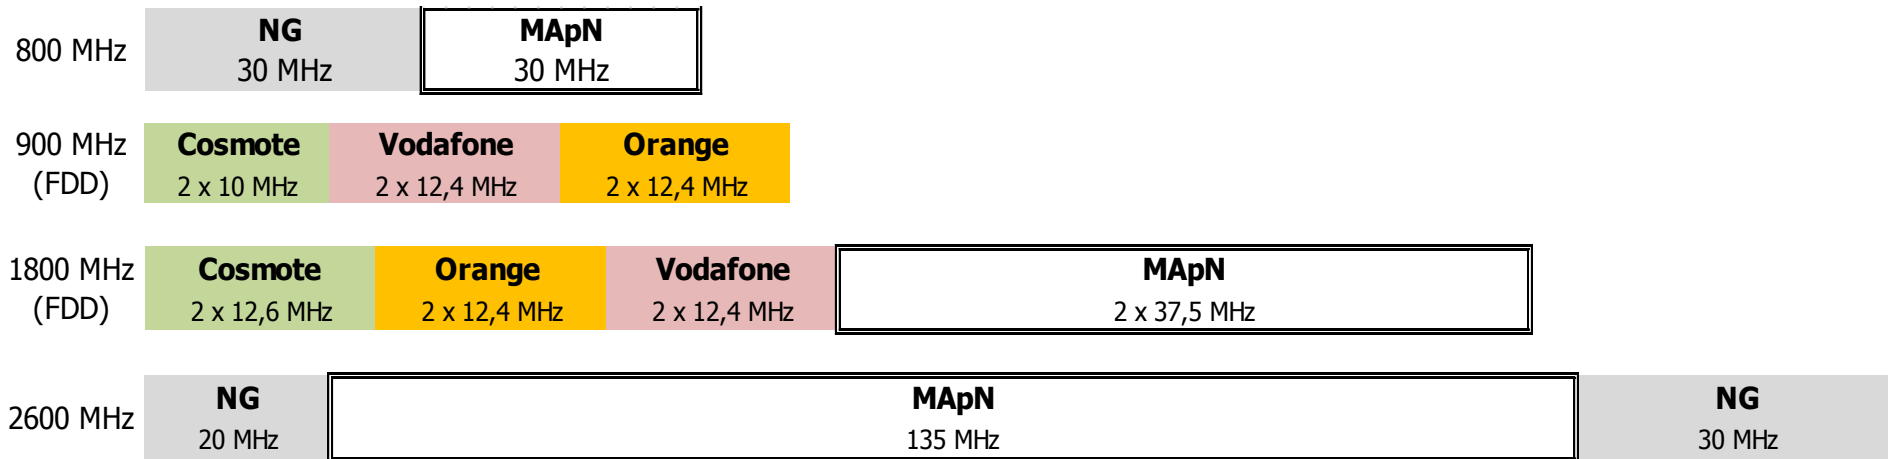 800 MHz
NG
30 MHz
MApN
30 MHz
900 MHz
(FDD)
Cosmote
2 x 10 MHz
Vodafone
2 x 12,4 MHz
Orange
2 x 12,4 MHz
1800 MHz
(FDD)
Cosmote
2 x 12,6 MHz
Orange
2 x 12,4 MHz
Vodafone
2 x 12,4 MHz
MApN
2 x 37,5 MHz
2600 MHz
NG
20 MHz
MApN
135 MHz
NG
30 MHz